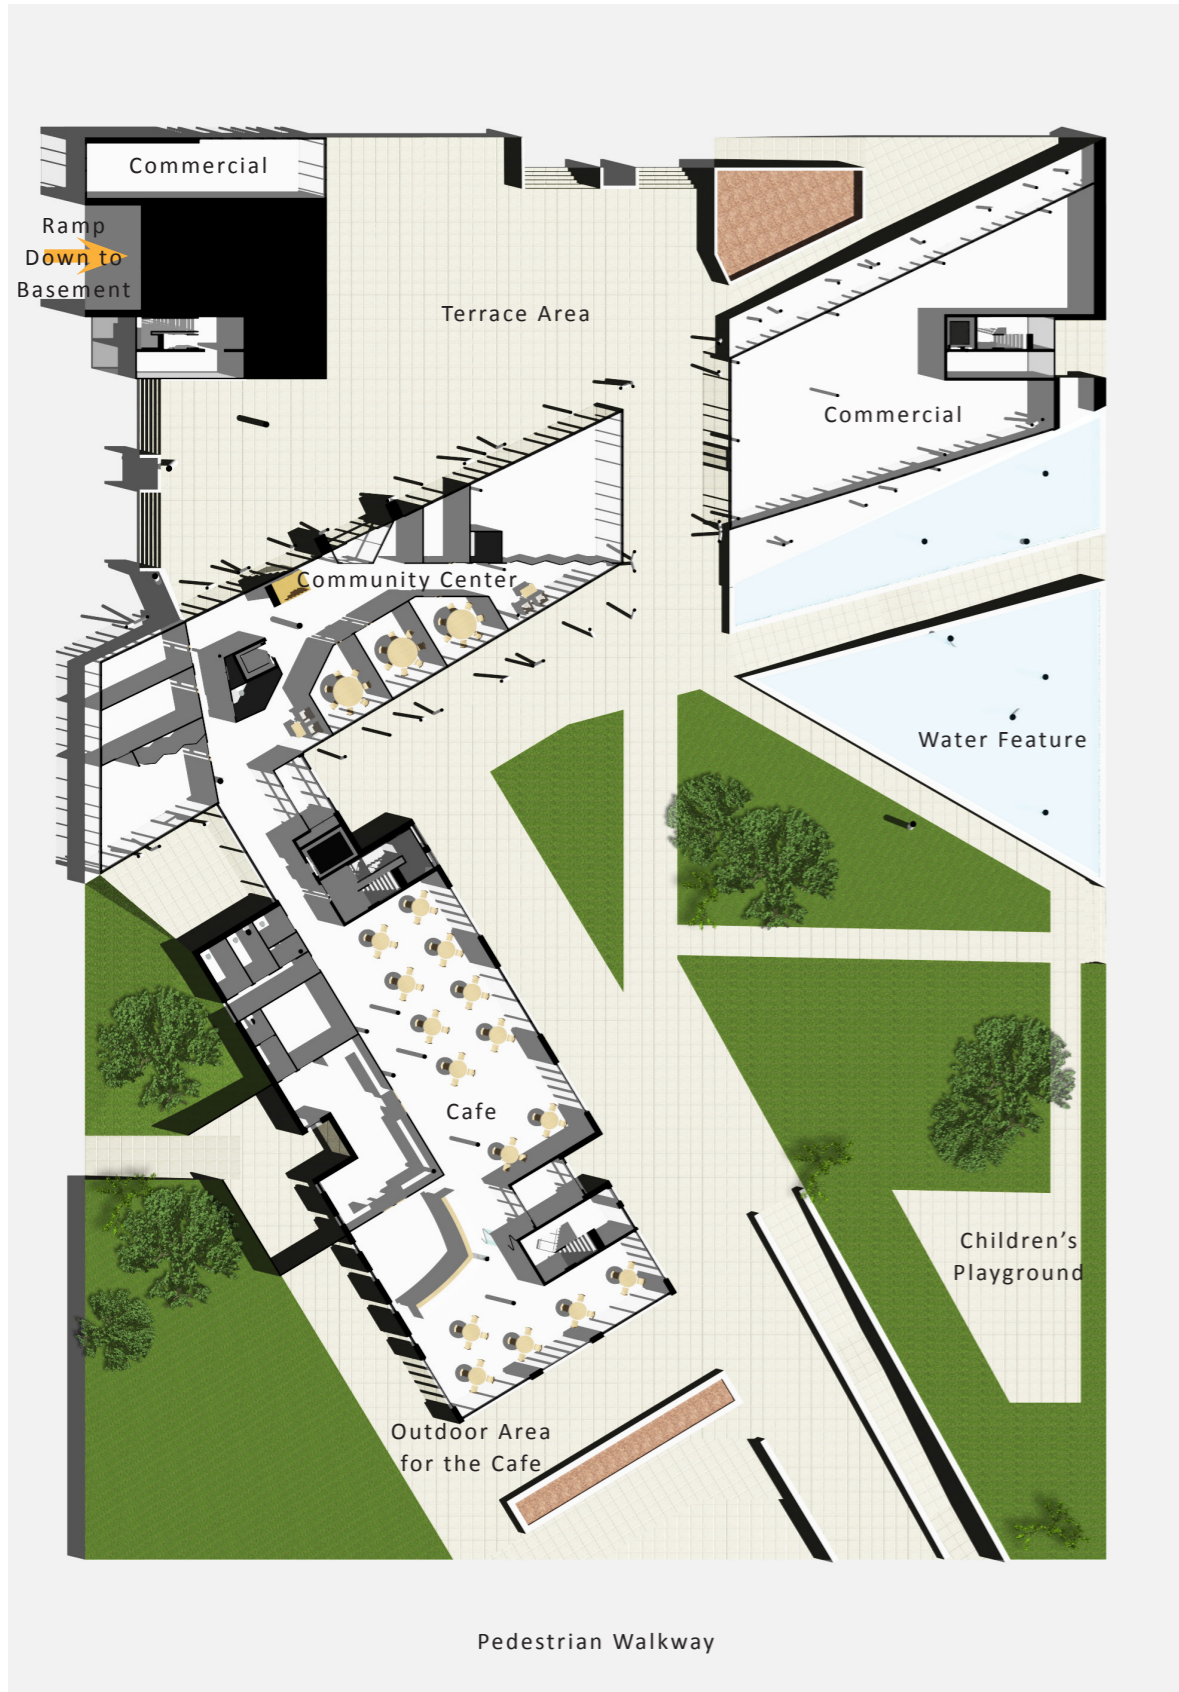 Commercial
Ramp
Down to
Basement
Terrace Area
Commercial
Community Center
Water Feature
Cafe
Children's
Playground
Outdoor Area
for the Cafe
Pedestrian Walkway